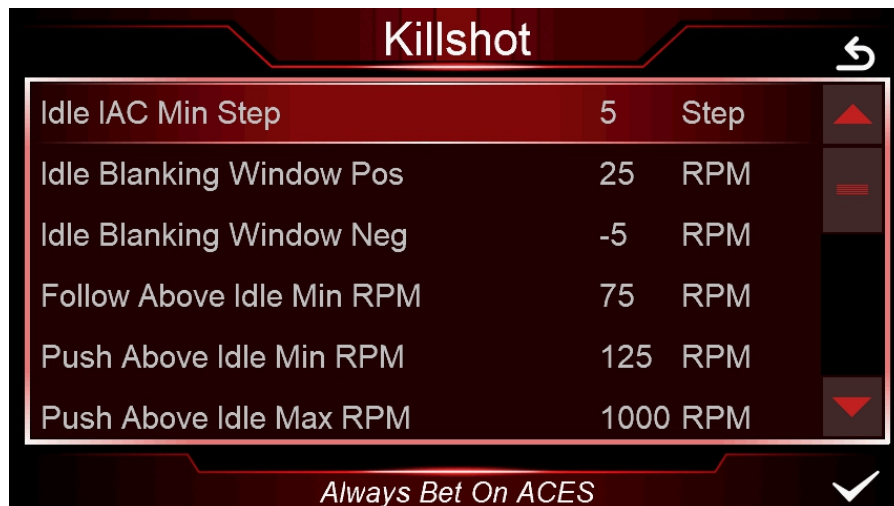 Killshot
Idle IAC Min Step 5 Step
Idle Blanking Window Pos 25 RPM
Idle Blanking Window Neg -5 RPM
Follow Above Idle Min RPM 75 RPM
Push Above Idle Min RPM 125 RPM
Push Above Idle Max RPM 1000 RPM
Always Bet On ACES